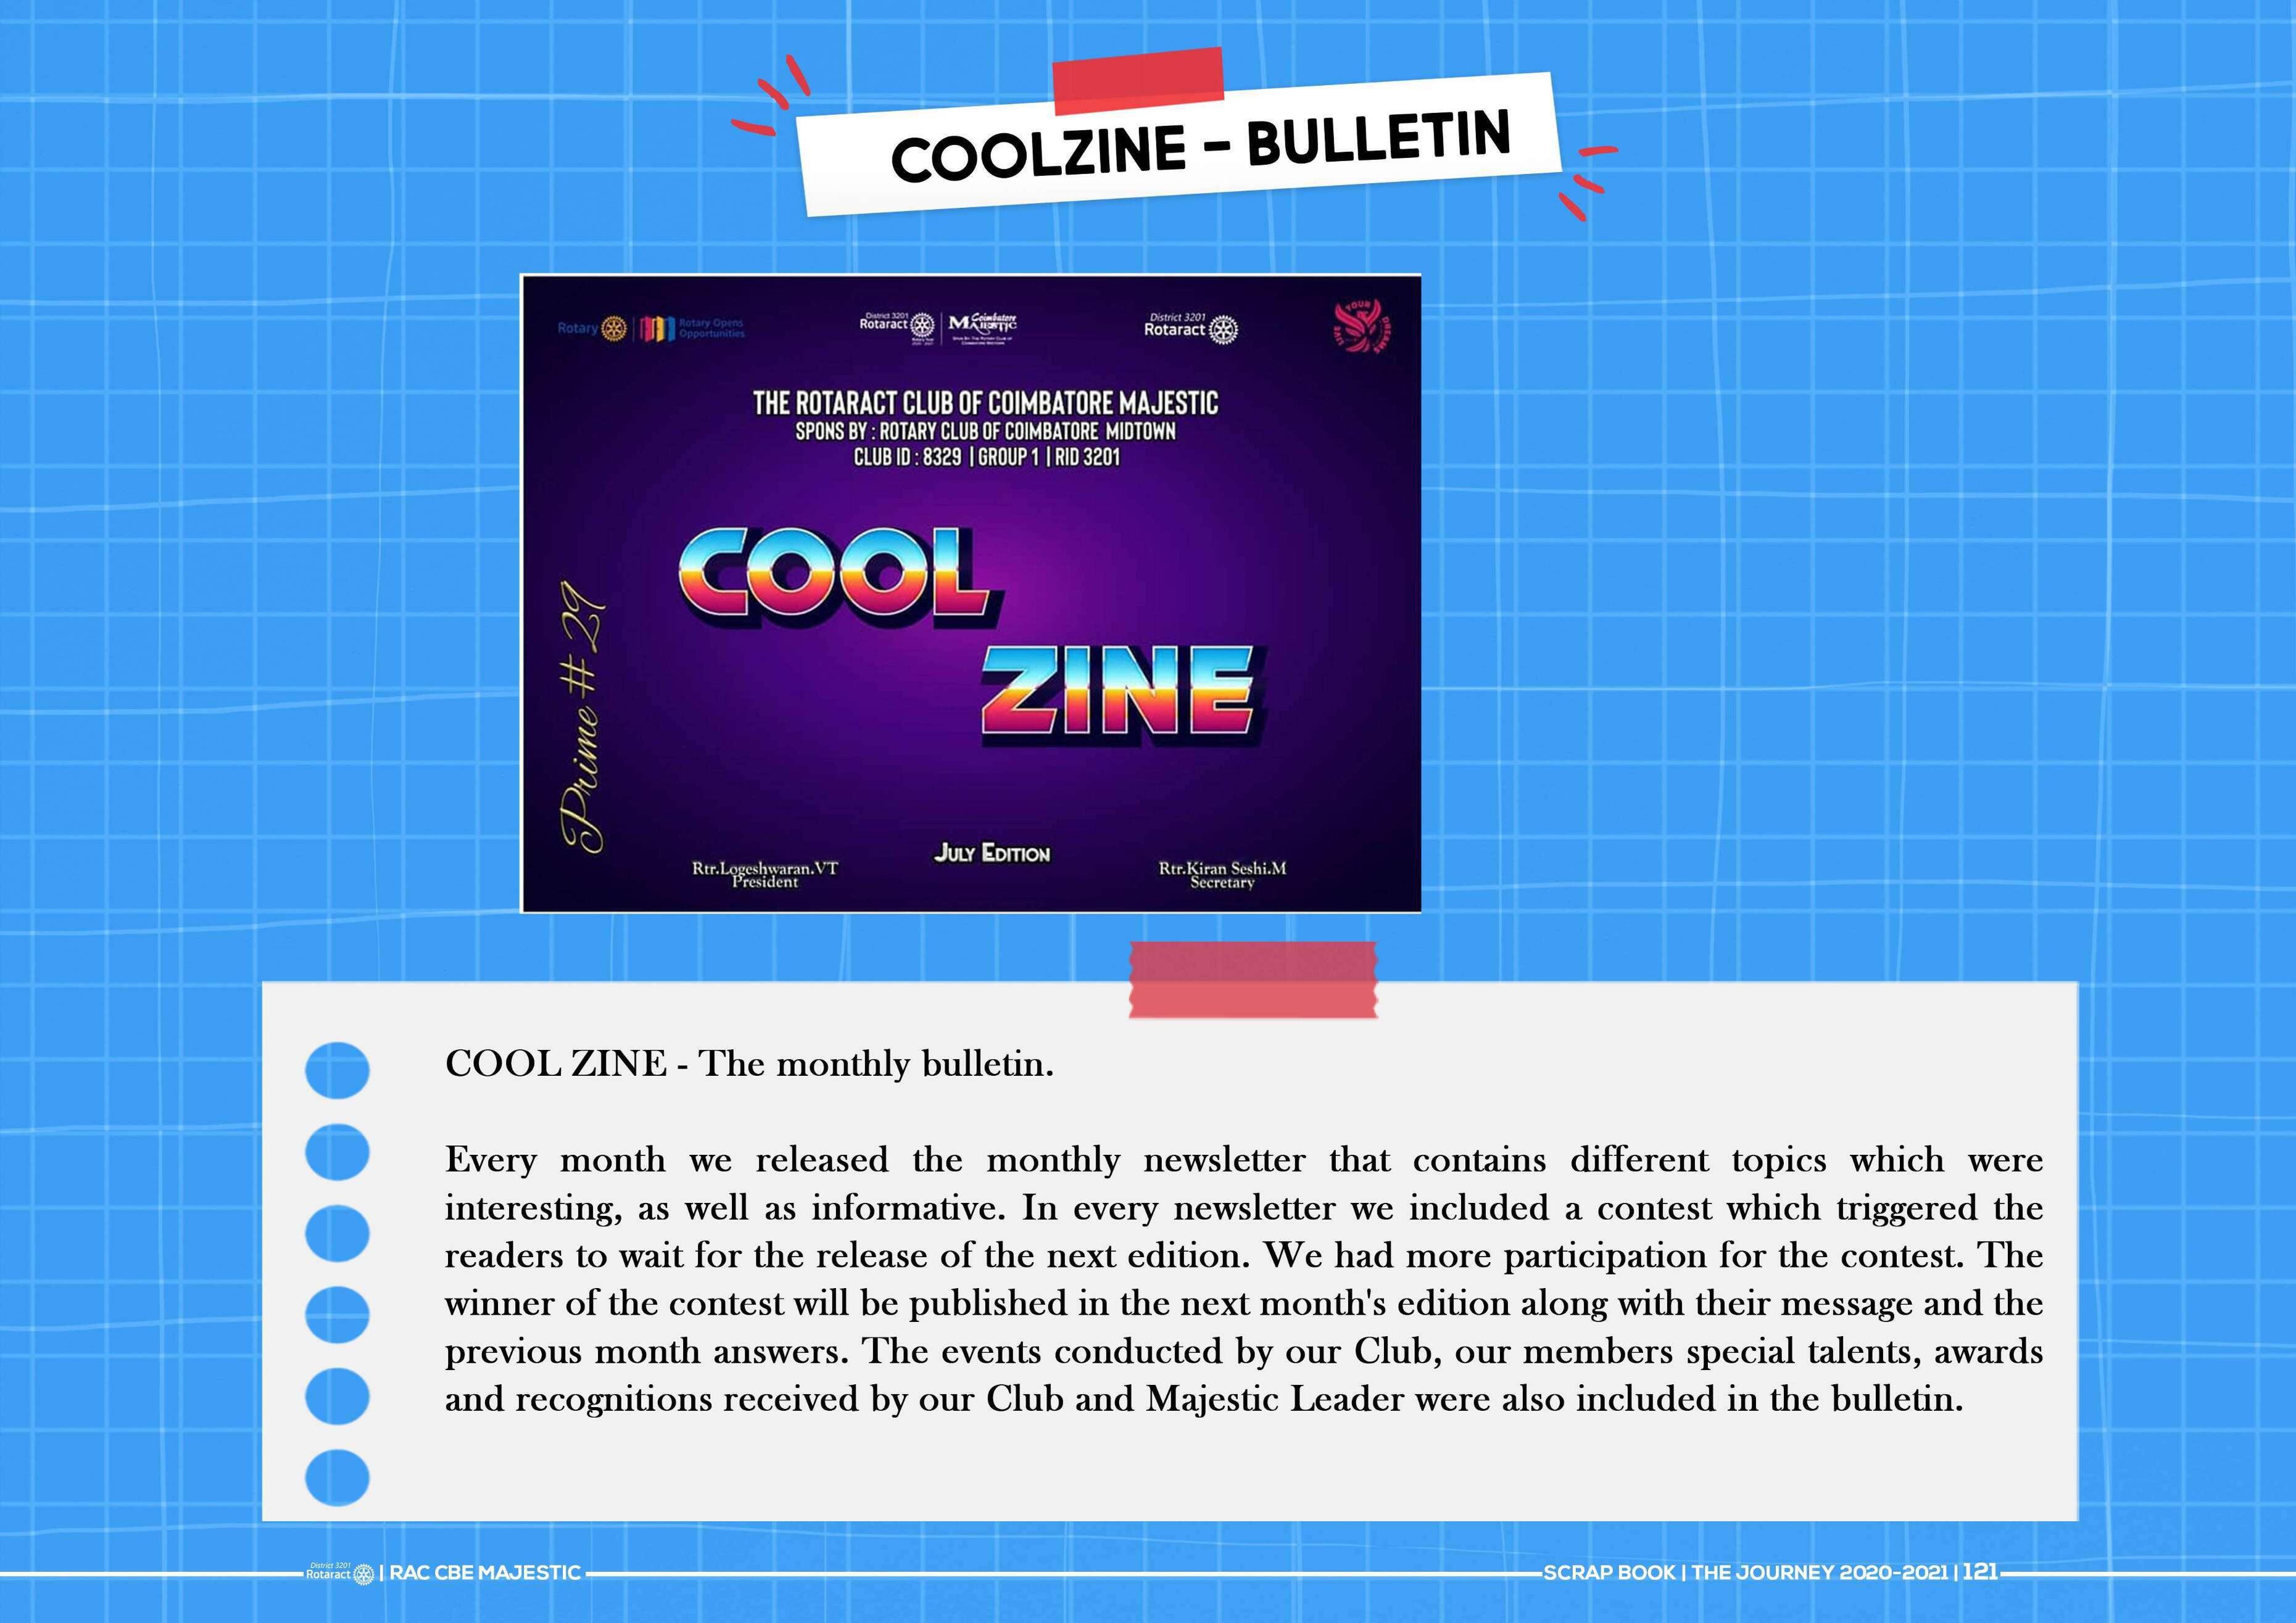 COOLZINE - BULLETIN
Rotary
Rotary Opens
Opportunities
District 3201
Rotaract
Coimbatore
MAJESTIC
District 3201
Rotaract
LIVE YOUR DREAMS
THE ROTARACT CLUB OF COIMBATORE MAJESTIC
SPONS BY : ROTARY CLUB OF COIMBATORE MIDTOWN
CLUB ID : 8329 | GROUP 1 | RID 3201
COOL
ZINE
Prime # 29
July Edition
Rtr.Logeshwaran.VT
President
Rtr.Kiran Seshi.M
Secretary
COOL ZINE - The monthly bulletin.
Every month we released the monthly newsletter that contains different topics which were
interesting, as well as informative. In every newsletter we included a contest which triggered the
readers to wait for the release of the next edition. We had more participation for the contest. The
winner of the contest will be published in the next month's edition along with their message and the
previous month answers. The events conducted by our Club, our members special talents, awards
and recognitions received by our Club and Majestic Leader were also included in the bulletin.
District 3201
Rotaract | RAC CBE MAJESTIC
SCRAP BOOK | THE JOURNEY 2020-2021 | 121